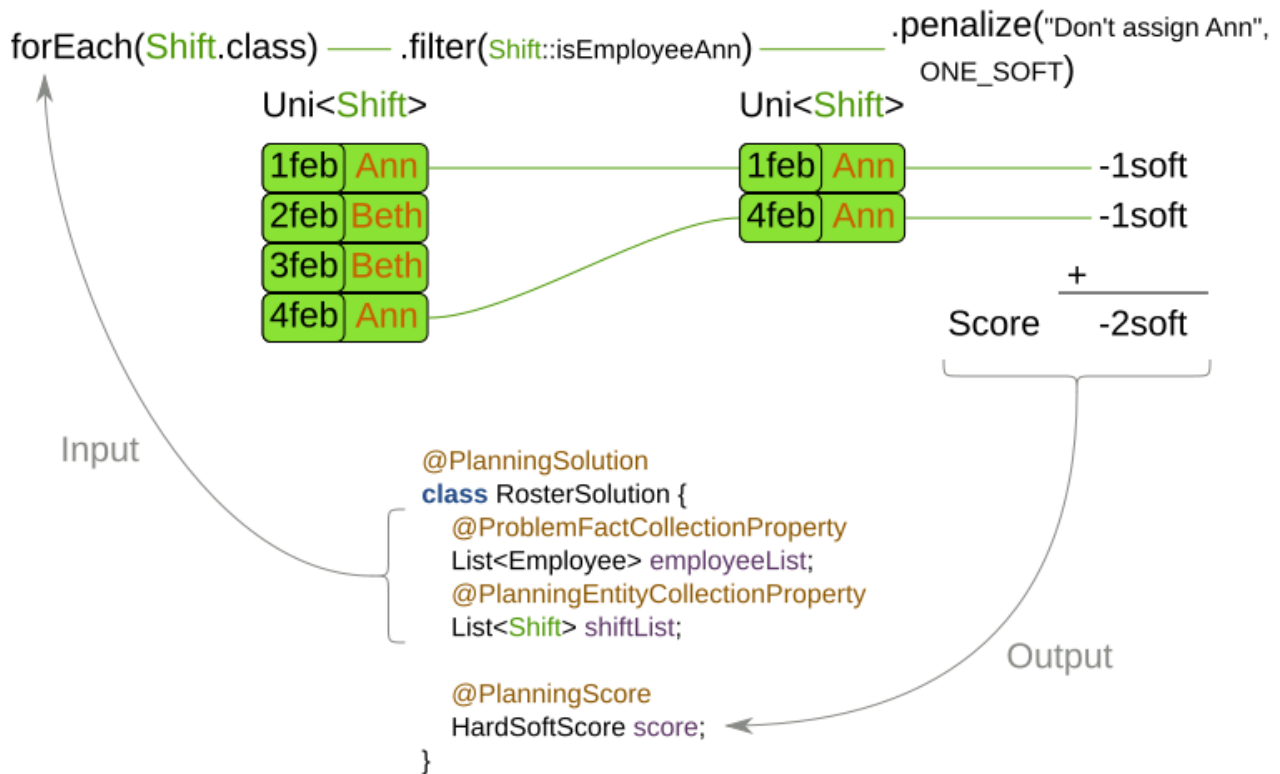 forEach(Shift.class) .filter(Shift::isEmployeeAnn) .penalize("Don't assign Ann",
ONE_SOFT)
Uni<Shift> Uni<Shift>
1feb Ann 1feb Ann -1soft
2feb Beth 4feb Ann -1soft
3feb Beth +
4feb Ann Score -2soft
Input
@PlanningSolution
class RosterSolution {
@ProblemFactCollectionProperty
List<Employee> employeeList;
@PlanningEntityCollectionProperty
List<Shift> shiftList;
Output
@PlanningScore
HardSoftScore score;
}